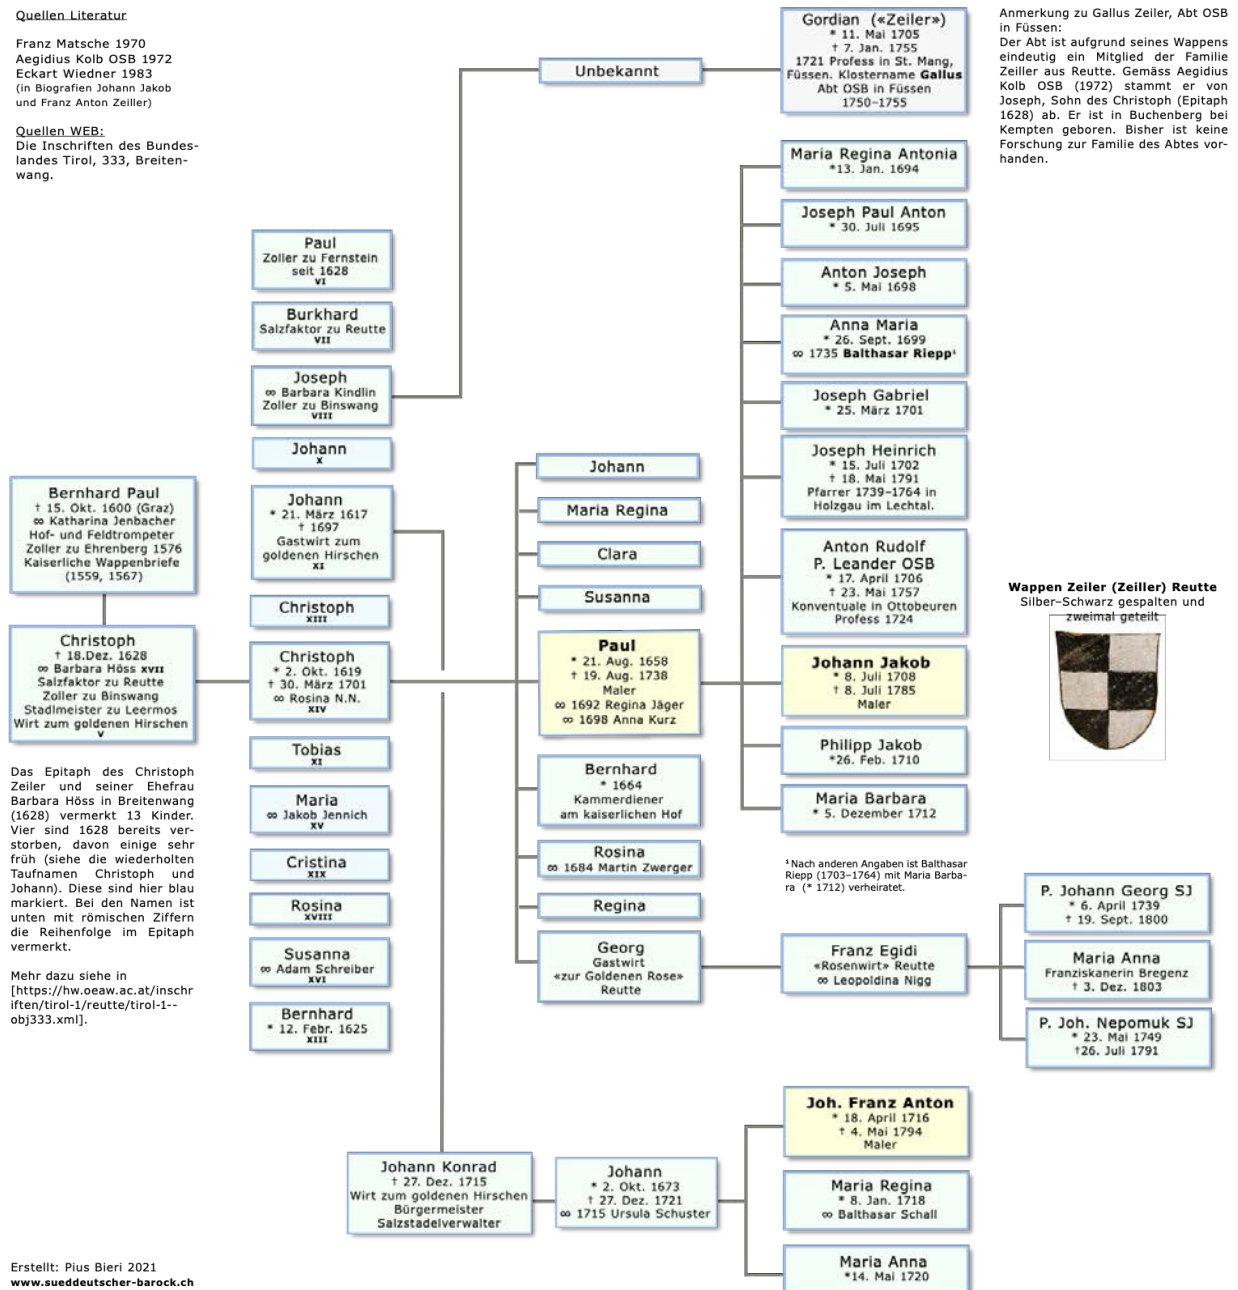 Quellen Literatur
Franz Matsche 1970
Aegidius Kolb OSB 1972
Eckart Wiedner 1983
(in Biografien Johann Jakob
und Franz Anton Zeiller)
Quellen WEB:
Die Inschriften des Bundes-
landes Tirol, 333, Breiten-
wang.
Gordian («Zeiler»)
* 11. Mai 1705
† 7. Jan. 1755
1721 Profess in St. Mang,
Füssen. Klostername Gallus
Abt OSB in Füssen
1750–1755
Unbekannt
Anmerkung zu Gallus Zeiler, Abt OSB
in Füssen:
Der Abt ist aufgrund seines Wappens
eindeutig ein Mitglied der Familie
Zeiller aus Reutte. Gemäss Aegidius
Kolb OSB (1972) stammt er von
Joseph, Sohn des Christoph (Epitaph
1628) ab. Er ist in Buchenberg bei
Kempten geboren. Bisher ist keine
Forschung zur Familie des Abtes vor-
handen.
Bernhard Paul
† 15. Okt. 1600 (Graz)
∞ Katharina Jenbacher
Hof- und Feldtrompeter
Zoller zu Ehrenberg 1576
Kaiserliche Wappenbriefe
(1559, 1567)
Christoph
† 18.Dez. 1628
∞ Barbara Höss XVII
Salzfaktor zu Reutte
Zoller zu Binswang
Stadlmeister zu Leermos
Wirt zum goldenen Hirschen
V
Das Epitaph des Christoph
Zeiler und seiner Ehefrau
Barbara Höss in Breitenwang
(1628) vermerkt 13 Kinder.
Vier sind 1628 bereits ver-
storben, davon einige sehr
früh (siehe die wiederholten
Taufnamen Christoph und
Johann). Diese sind hier blau
markiert. Bei den Namen ist
unten mit römischen Ziffern
die Reihenfolge im Epitaph
vermerkt.
Mehr dazu siehe in
[https://hw.oeaw.ac.at/inschr
iften/tirol-1/reutte/tirol-1--
obj333.xml].
Paul
Zoller zu Fernstein
seit 1628
VI
Burkhard
Salzfaktor zu Reutte
VII
Joseph
∞ Barbara Kindlin
Zoller zu Binswang
VIII
Johann
X
Johann
* 21. März 1617
† 1697
Gastwirt zum
goldenen Hirschen
XI
Christoph
XIII
Christoph
* 2. Okt. 1619
† 30. März 1701
∞ Rosina N.N.
XIV
Tobias
XI
Maria
∞ Jakob Jennich
XV
Cristina
XIX
Rosina
XVIII
Susanna
∞ Adam Schreiber
XVI
Bernhard
* 12. Febr. 1625
XIII
Johann
Maria Regina
Clara
Susanna
Paul
* 21. Aug. 1658
† 19. Aug. 1738
Maler
∞ 1692 Regina Jäger
∞ 1698 Anna Kurz
Bernhard
* 1664
Kammerdiener
am kaiserlichen Hof
Rosina
∞ 1684 Martin Zwerger
Regina
Georg
Gastwirt
«zur Goldenen Rose»
Reutte
Maria Regina Antonia
*13. Jan. 1694
Joseph Paul Anton
* 30. Juli 1695
Anton Joseph
* 5. Mai 1698
Anna Maria
* 26. Sept. 1699
∞ 1735 Balthasar Riepp¹
Joseph Gabriel
* 25. März 1701
Joseph Heinrich
* 15. Juli 1702
† 18. Mai 1791
Pfarrer 1739–1764 in
Holzgau im Lechtal.
Anton Rudolf
P. Leander OSB
* 17. April 1706
† 23. Mai 1757
Konventuale in Ottobeuren
Profess 1724
Johann Jakob
* 8. Juli 1708
† 8. Juli 1785
Maler
Philipp Jakob
*26. Feb. 1710
Maria Barbara
* 5. Dezember 1712
¹ Nach anderen Angaben ist Balthasar
Riepp (1703–1764) mit Maria Barba-
ra (* 1712) verheiratet.
Wappen Zeiler (Zeiller) Reutte
Silber–Schwarz gespalten und
zweimal geteilt
Franz Egidi
«Rosenwirt» Reutte
∞ Leopoldina Nigg
P. Johann Georg SJ
* 6. April 1739
† 19. Sept. 1800
Maria Anna
Franziskanerin Bregenz
† 3. Dez. 1803
P. Joh. Nepomuk SJ
* 23. Mai 1749
†26. Juli 1791
Johann Konrad
† 27. Dez. 1715
Wirt zum goldenen Hirschen
Bürgermeister
Salzstadelverwalter
Johann
* 2. Okt. 1673
† 27. Dez. 1721
∞ 1715 Ursula Schuster
Joh. Franz Anton
* 18. April 1716
† 4. Mai 1794
Maler
Maria Regina
* 8. Jan. 1718
∞ Balthasar Schall
Maria Anna
*14. Mai 1720
Erstellt: Pius Bieri 2021
www.sueddeutscher-barock.ch